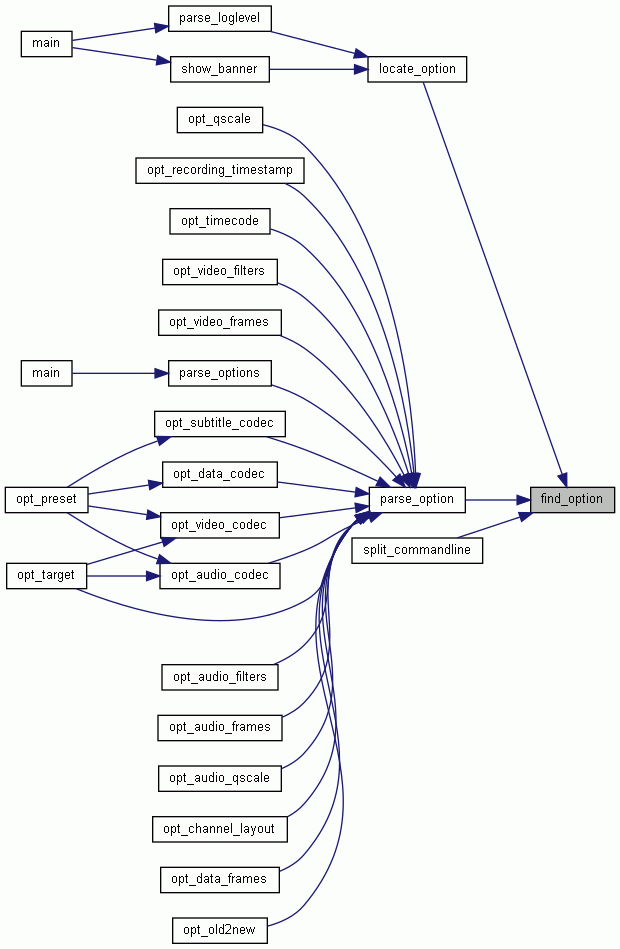 parse_loglevel
main
show_banner
locate_option
opt_qscale
opt_recording_timestamp
opt_timecode
opt_video_filters
opt_video_frames
main
parse_options
opt_subtitle_codec
opt_data_codec
opt_preset
parse_option
find_option
opt_video_codec
split_commandline
opt_target
opt_audio_codec
opt_audio_filters
opt_audio_frames
opt_audio_qscale
opt_channel_layout
opt_data_frames
opt_old2new